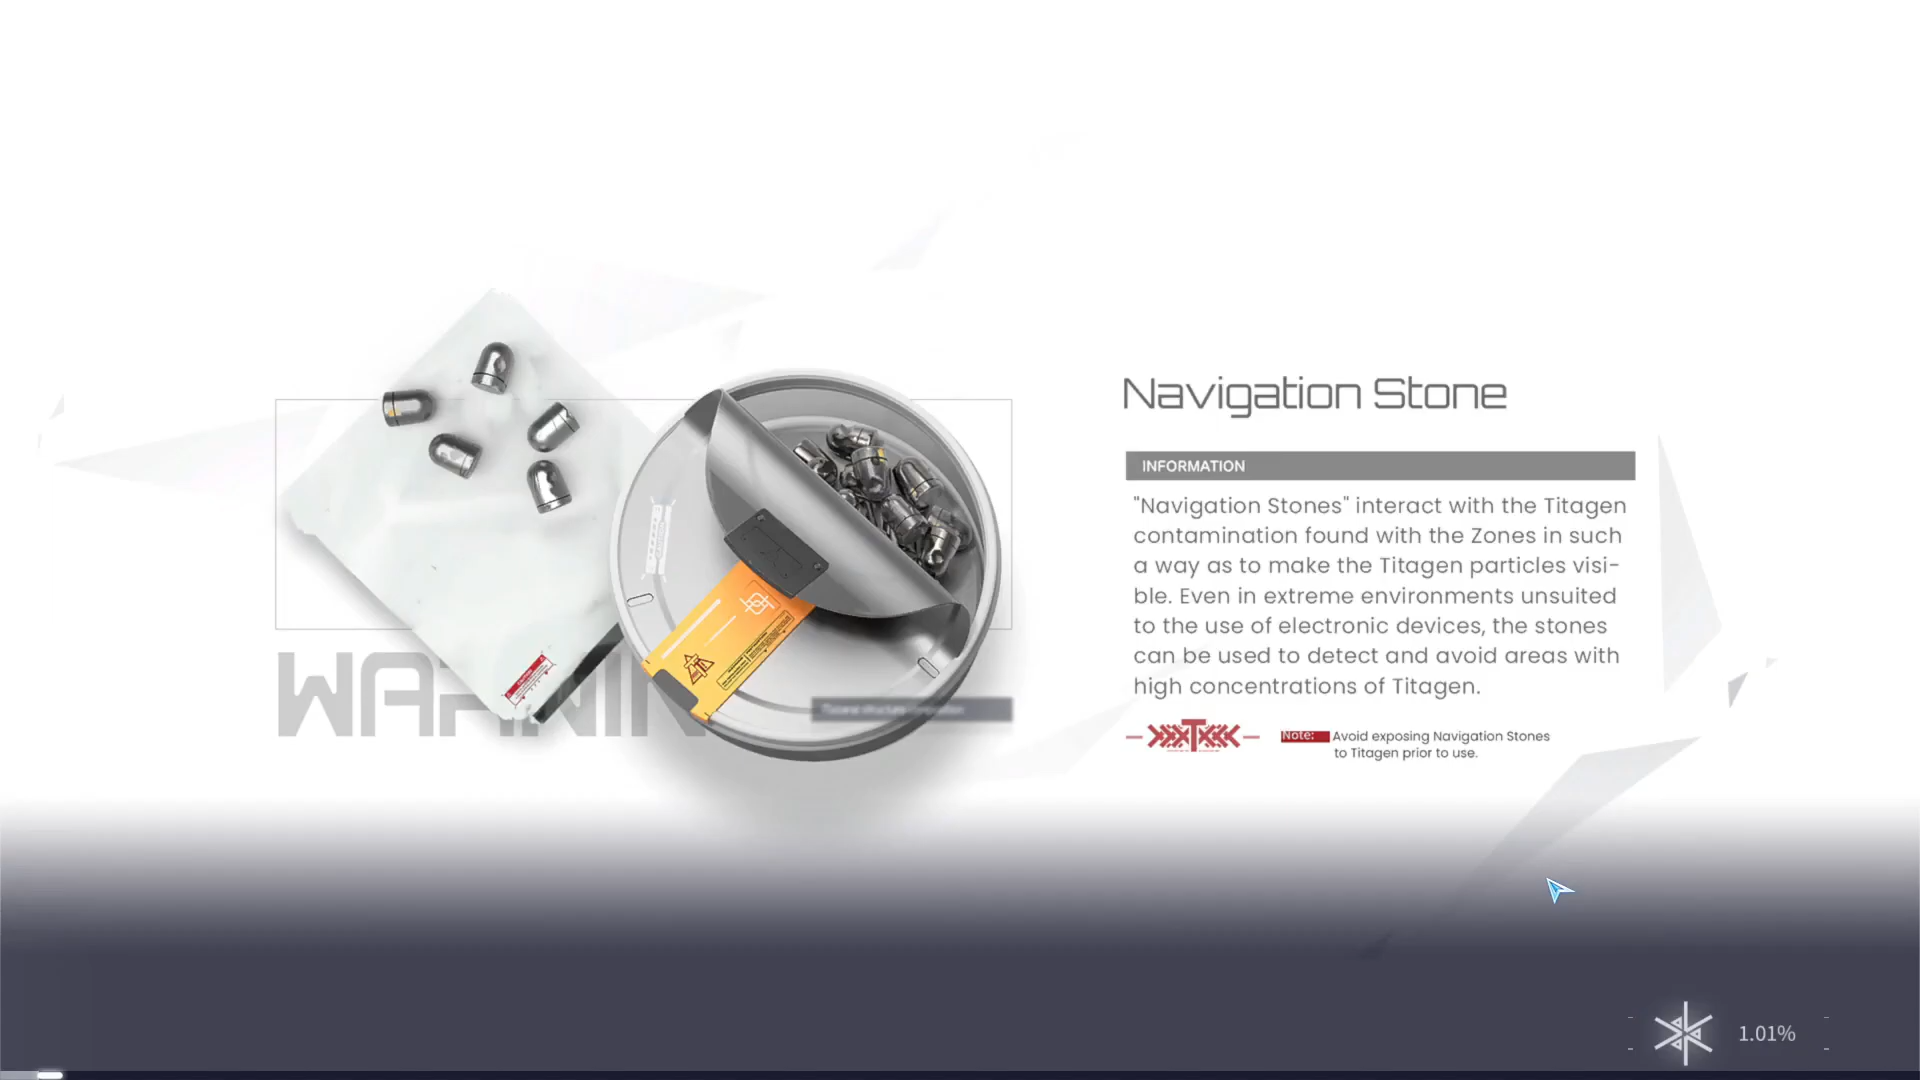 Navigation Stone
INFORMATION
"Navigation Stones" interact with the Titagen
contamination found with the Zones in such
a way as to make the Titagen particles visi-
ble. Even in extreme environments unsuited
to the use of electronic devices, the stones
can be used to detect and avoid areas with
high concentrations of Titagen.
Note: Avoid exposing Navigation Stones
to Titagen prior to use.
1.01%